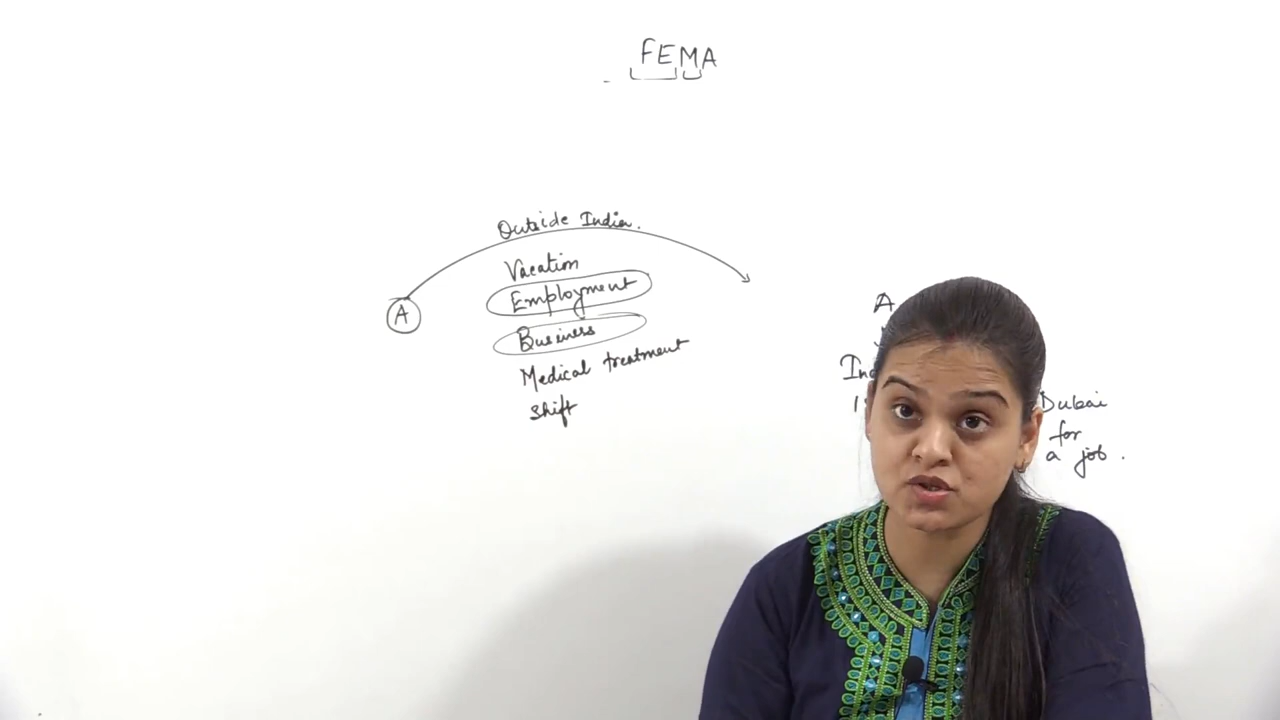 FEMA
Outside India.
Vacation
Employment
Business
Medical treatment
Shift
A
A
Dubai
for
a job.